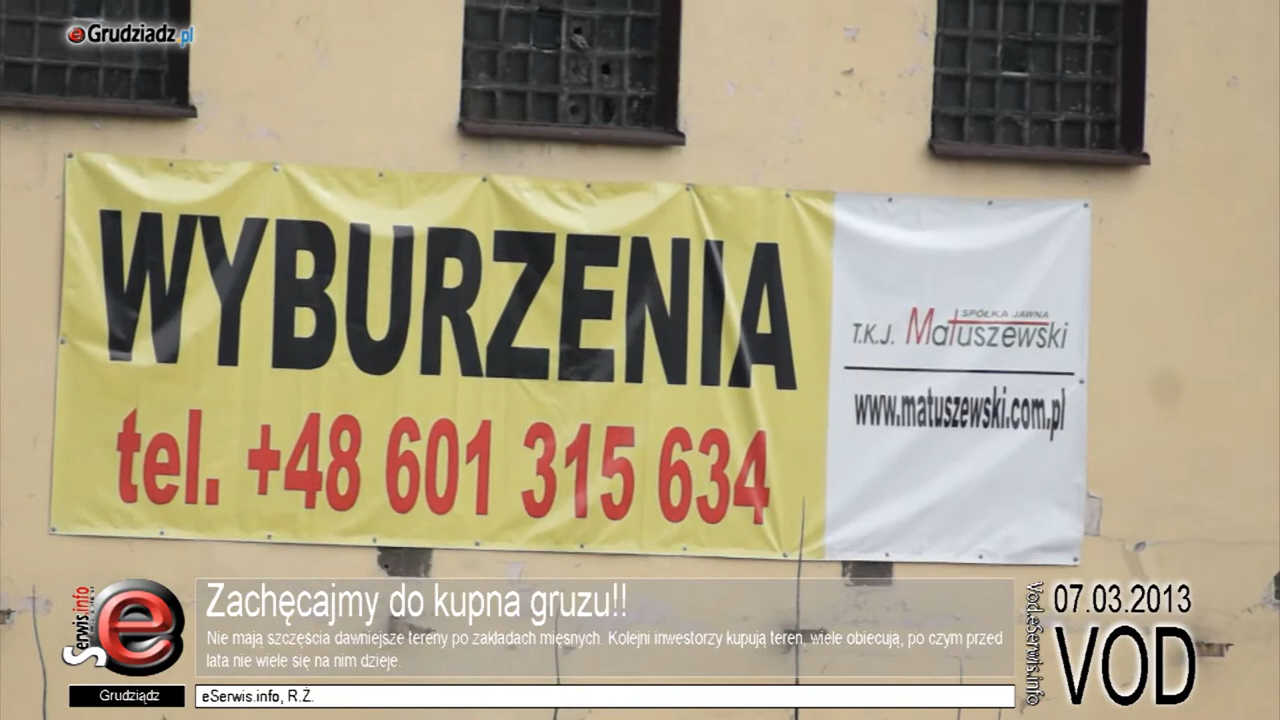 eGrudziadz.pl
WYBURZENIA
tel. +48 601 315 634
SPÓŁKA JAWNA
T.K.J. Matuszewski
www.matuszewski.com.pl
Zachęcajmy do kupna gruzu!!
Nie mają szczęścia dawniejsze tereny po zakładach mięsnych. Kolejni inwestorzy kupują teren, wiele obiecują, po czym przed
lata nie wiele się na nim dzieje.
eSerwis.info
Grudziądz
eSerwis.info, R.Ż.
Vod.eSerwis.info
07.03.2013
VOD